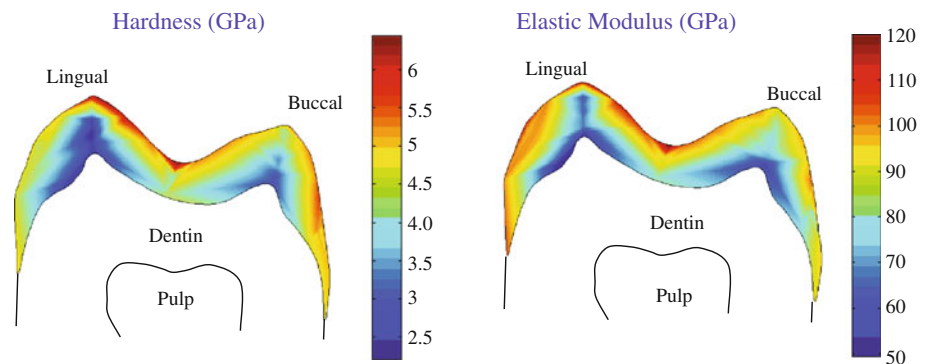 Hardness (GPa)
Lingual
Buccal
Dentin
Pulp
6
5.5
5
4.5
4.0
3.5
3
2.5
Elastic Modulus (GPa)
Lingual
Buccal
Dentin
Pulp
120
110
100
90
80
70
60
50